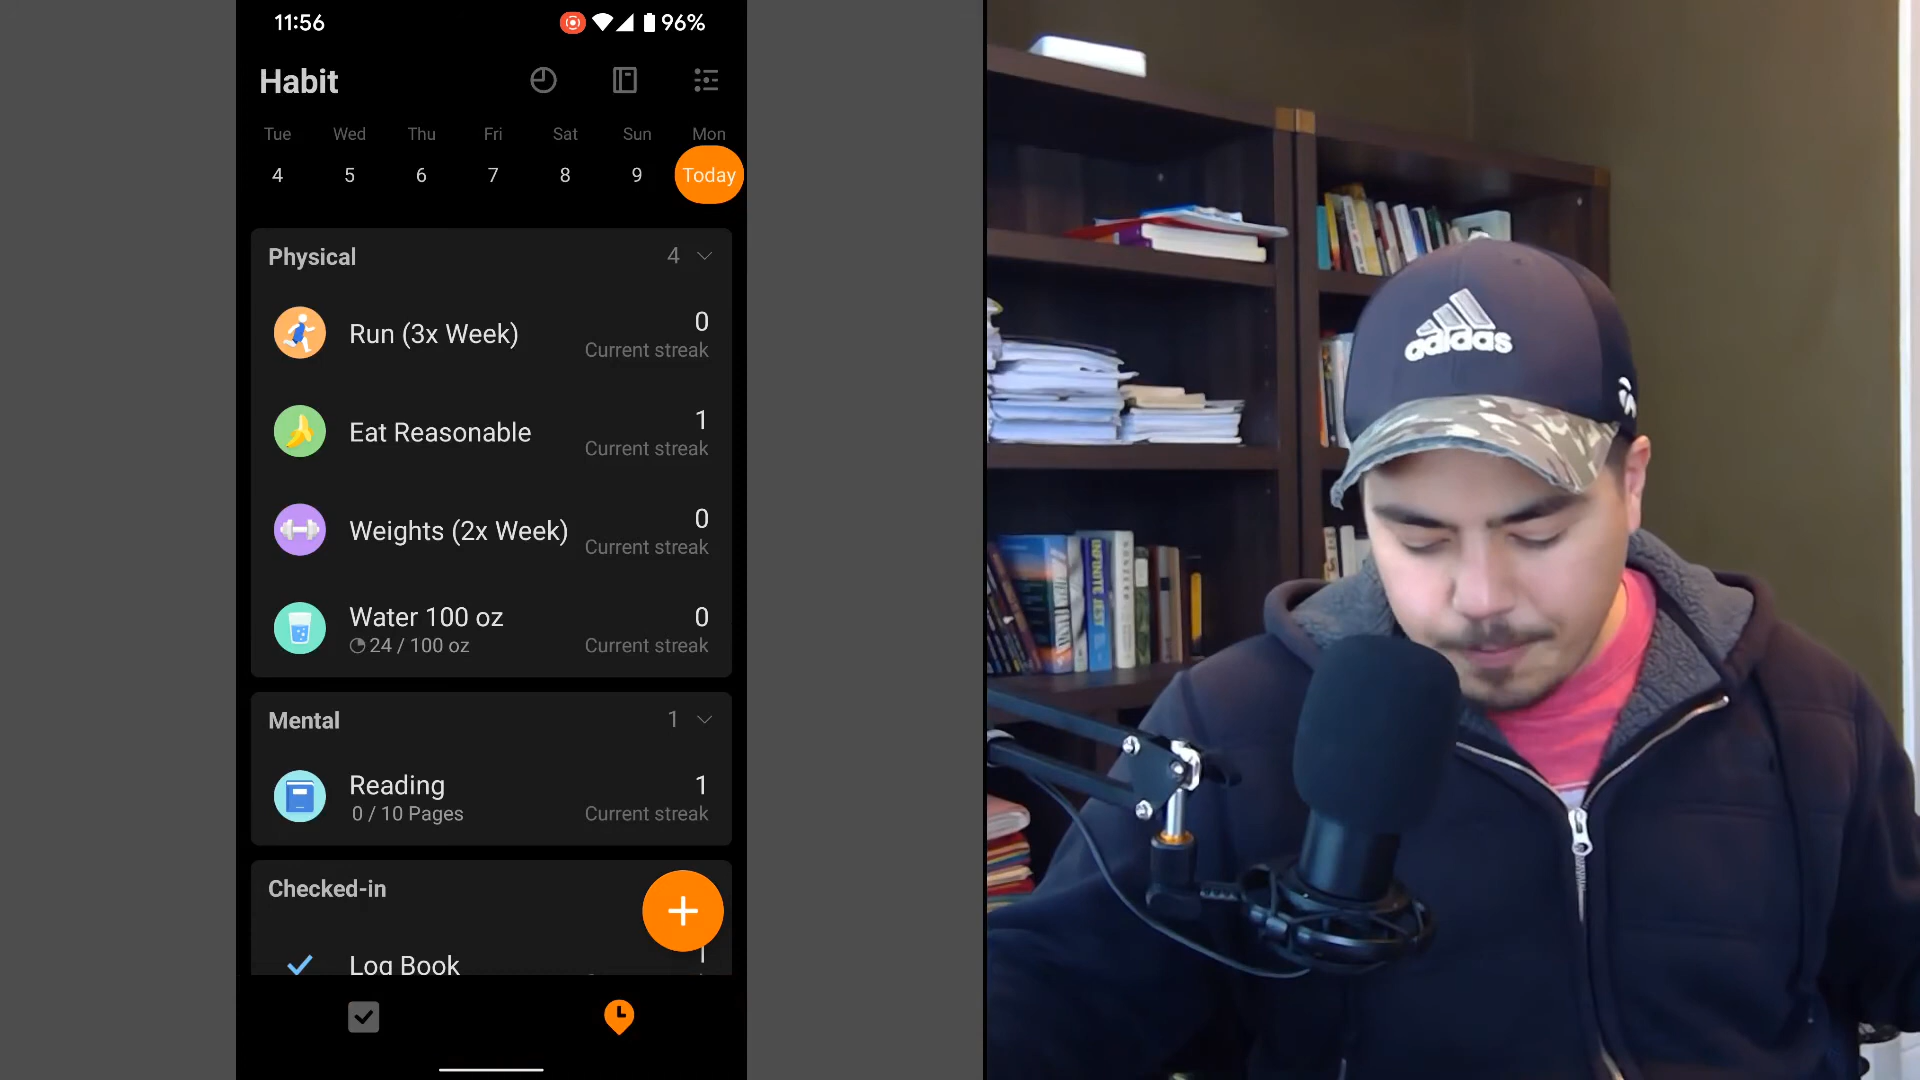 11:56
96%
Habit
Tue Wed Thu Fri Sat Sun Mon
4 5 6 7 8 9 Today
Physical 4
Run (3x Week) 0
Current streak
Eat Reasonable 1
Current streak
Weights (2x Week) 0
Current streak
Water 100 oz 0
24 / 100 oz Current streak
Mental 1
Reading 1
0 / 10 Pages Current streak
Checked-in
Log Book
adidas
INFINITE JEST